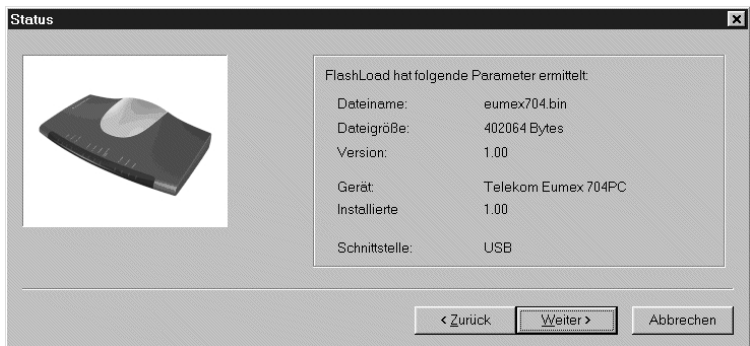 Status
FlashLoad hat folgende Parameter ermittelt:
Dateiname: eumex704.bin
Dateigröße: 402064 Bytes
Version: 1.00
Gerät: Telekom Eumex 704PC
Installierte 1.00
Schnittstelle: USB
< Zurück Weiter > Abbrechen